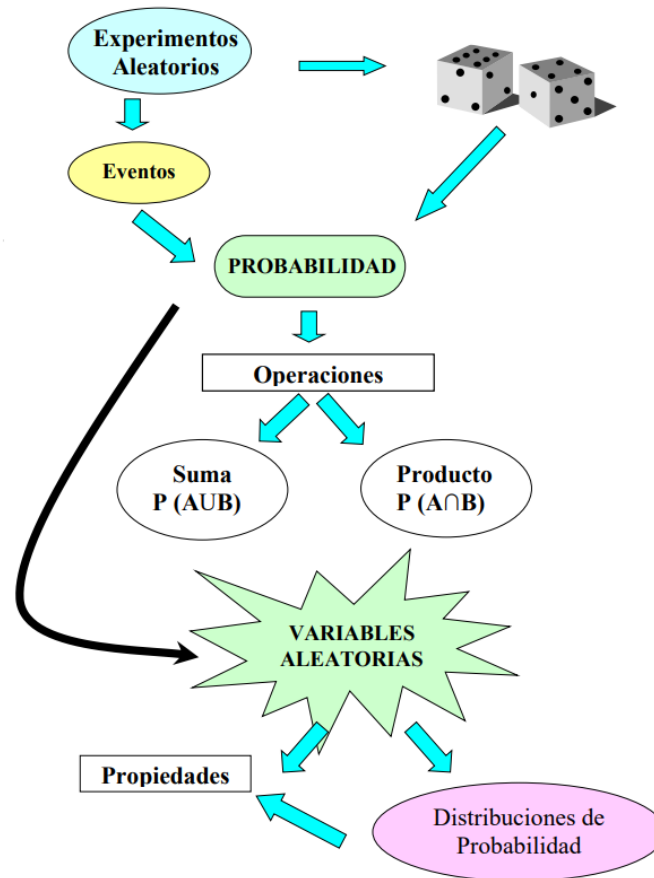 Experimentos
Aleatorios
Eventos
PROBABILIDAD
Operaciones
Suma
P (A∪B)
Producto
P (A∩B)
VARIABLES
ALEATORIAS
Propiedades
Distribuciones de
Probabilidad